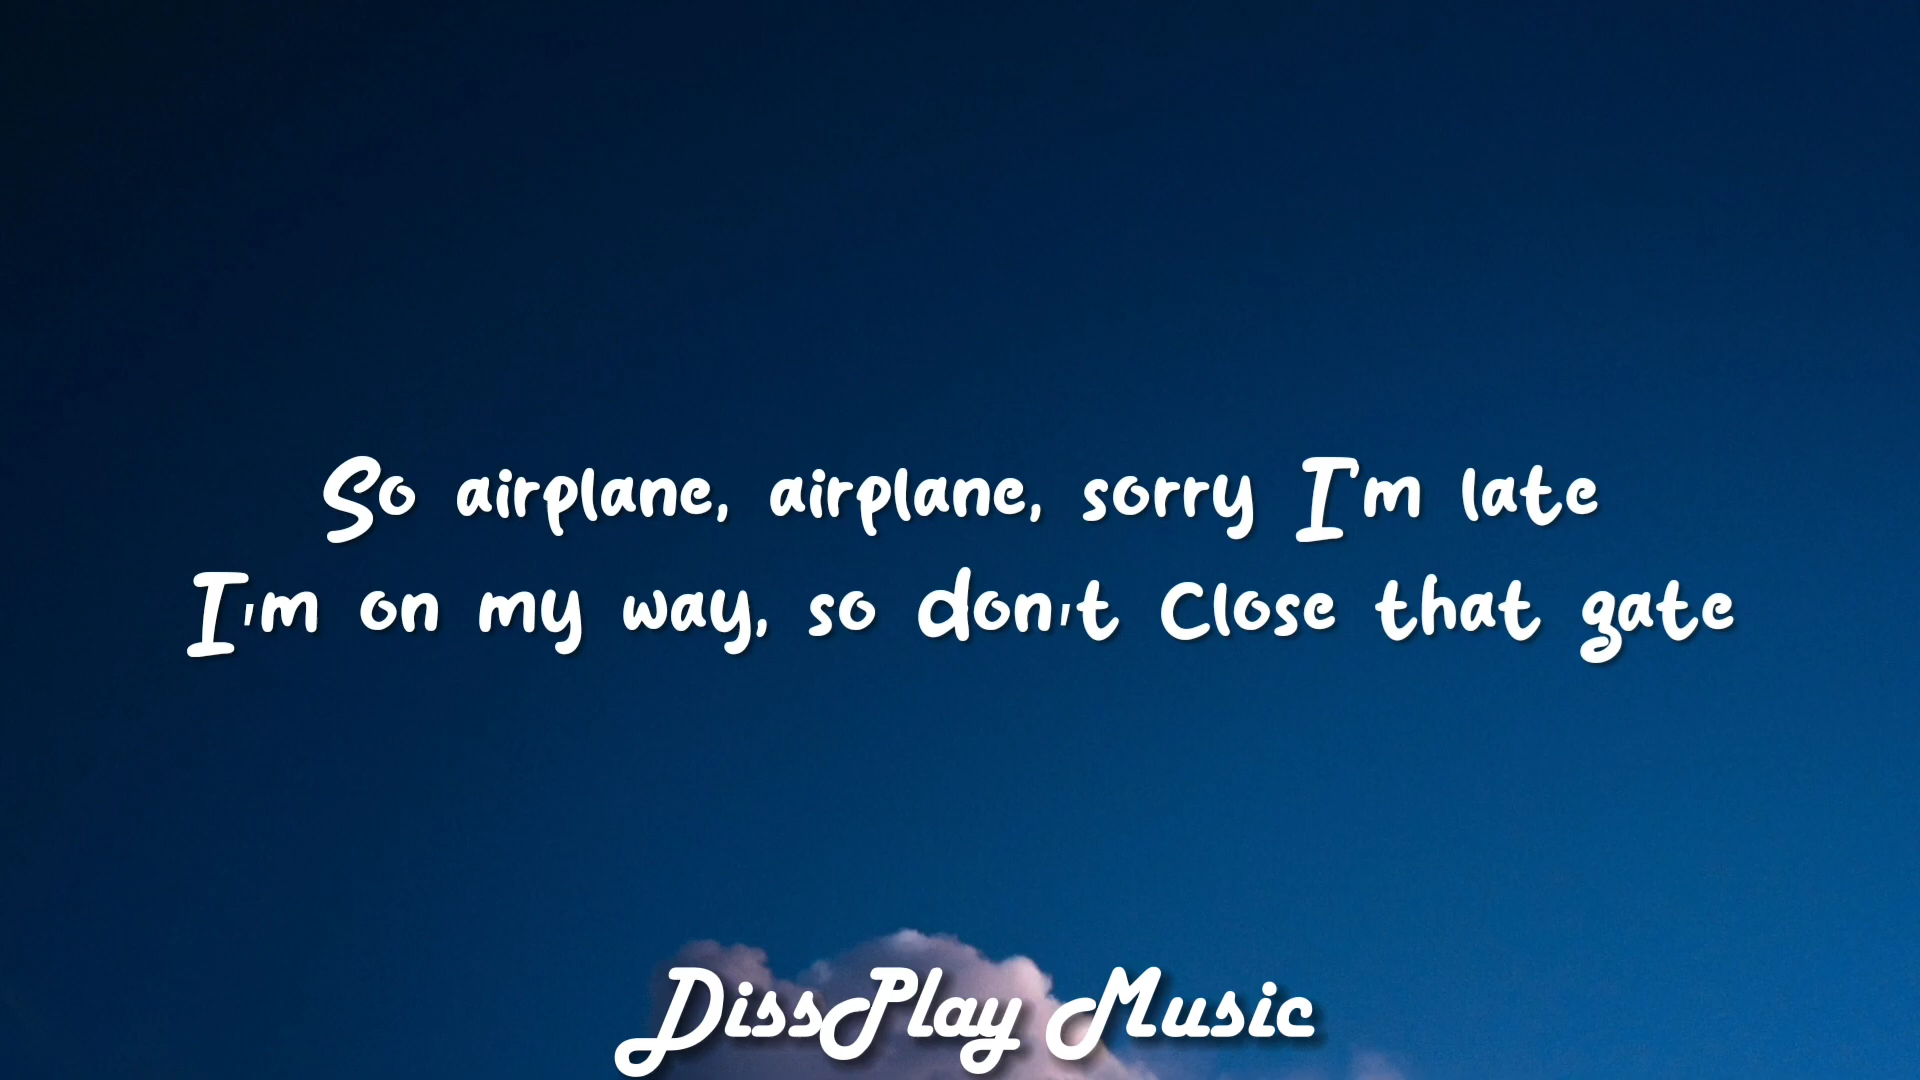 So airplane, airplane, sorry I'm late
I'm on my way, so don't Close that gate
DissPlay Music